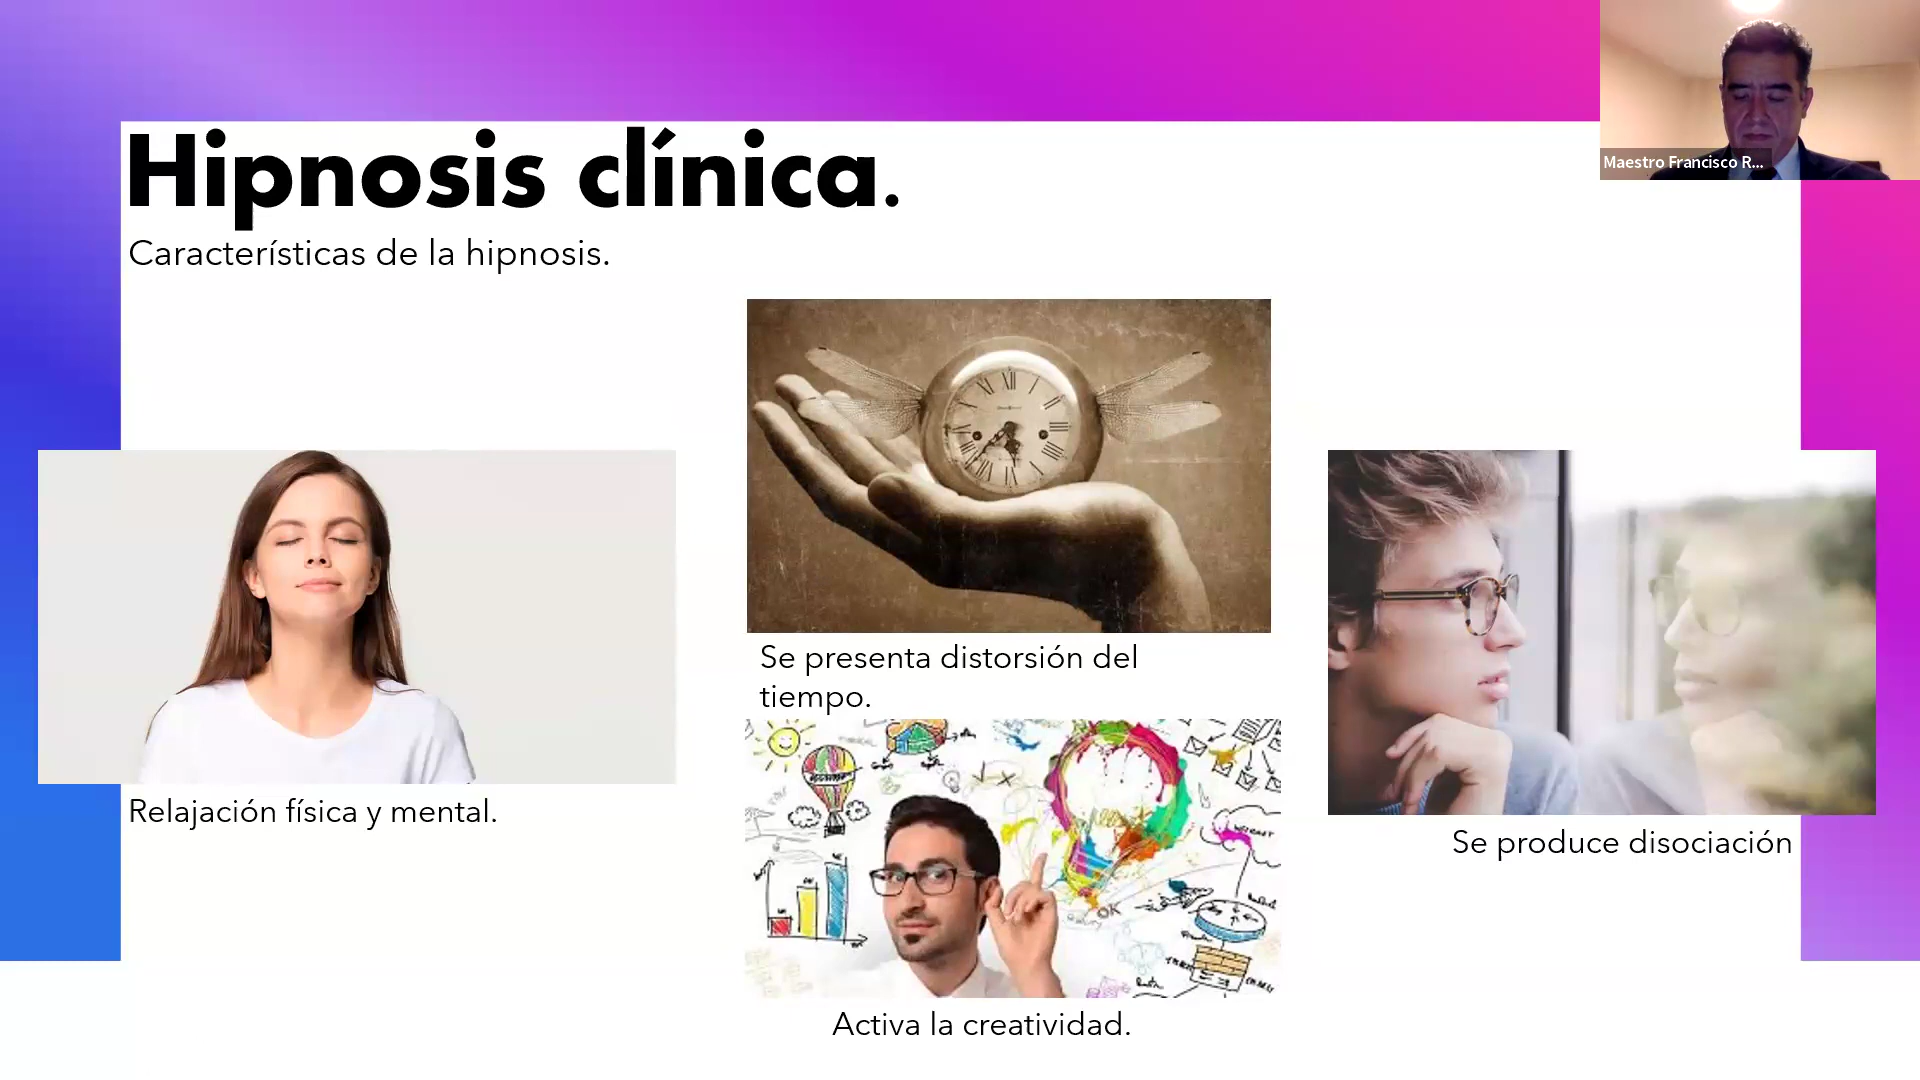 Hipnosis clínica.
Características de la hipnosis.
Maestro Francisco R...
Se presenta distorsión del
tiempo.
Relajación física y mental.
Se produce disociación
OK
Activa la creatividad.